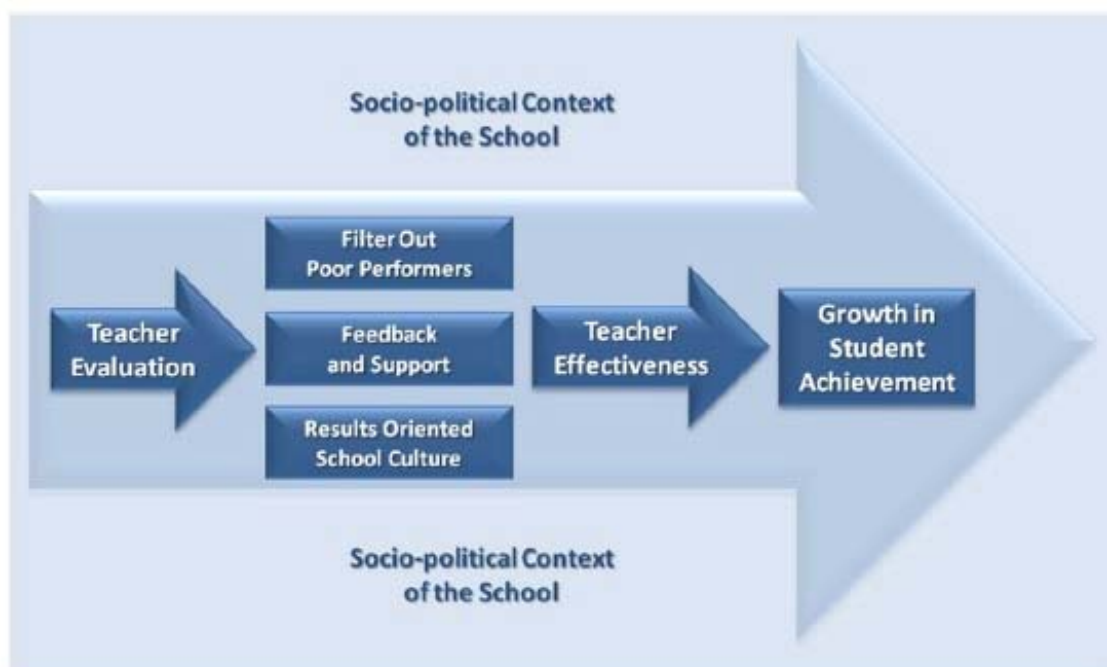 Socio-political Context
of the School
Teacher
Evaluation
Filter Out
Poor Performers
Feedback
and Support
Results Oriented
School Culture
Teacher
Effectiveness
Growth in
Student
Achievement
Socio-political Context
of the School